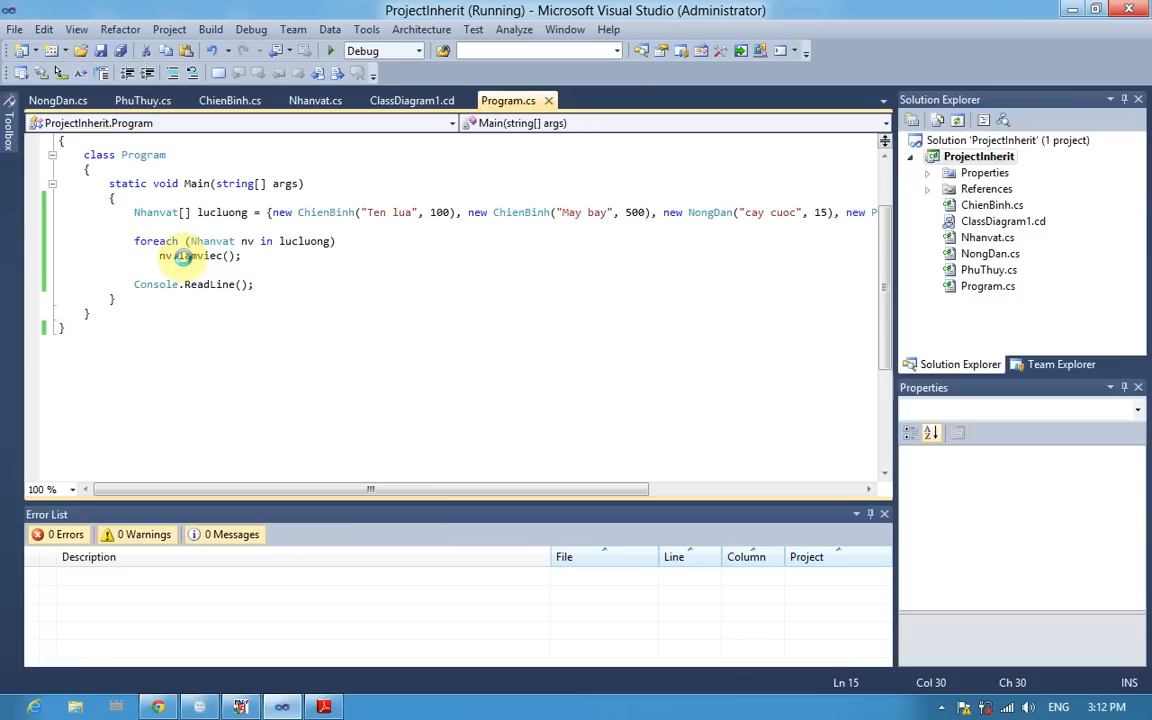 ProjectInherit (Running) - Microsoft Visual Studio (Administrator)
File Edit View Refactor Project Build Debug Team Data Tools Architecture Test Analyze Window Help
Debug
NongDan.cs PhuThuy.cs ChienBinh.cs Nhanvat.cs ClassDiagram1.cd Program.cs
ProjectInherit.Program Main(string[] args)
{
class Program
{
static void Main(string[] args)
{
Nhanvat[] lucluong = {new ChienBinh("Ten lua", 100), new ChienBinh("May bay", 500), new NongDan("cay cuoc", 15), new P
foreach (Nhanvat nv in lucluong)
nv.lamviec();
Console.ReadLine();
}
}
}
100 %
Toolbox
Solution Explorer
Solution 'ProjectInherit' (1 project)
ProjectInherit
Properties
References
ChienBinh.cs
ClassDiagram1.cd
Nhanvat.cs
NongDan.cs
PhuThuy.cs
Program.cs
Solution Explorer Team Explorer
Properties
Error List
0 Errors 0 Warnings 0 Messages
Description File Line Column Project
Ln 15 Col 30 Ch 30 INS
ENG 3:12 PM